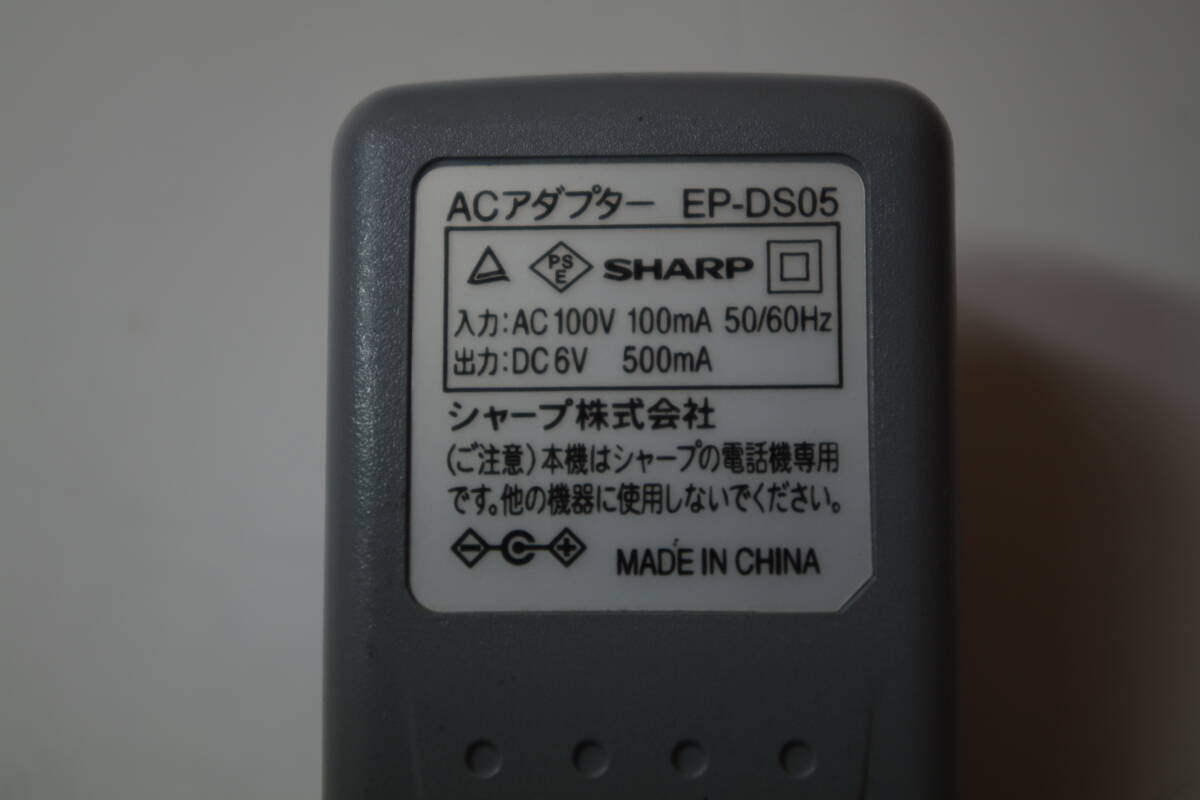 ACアダプター EP-DS05
PS E SHARP
入力:AC100V 100mA 50/60Hz
出力:DC6V 500mA
シャープ株式会社
(ご注意)本機はシャープの電話機専用
です。他の機器に使用しないでください。
MADE IN CHINA